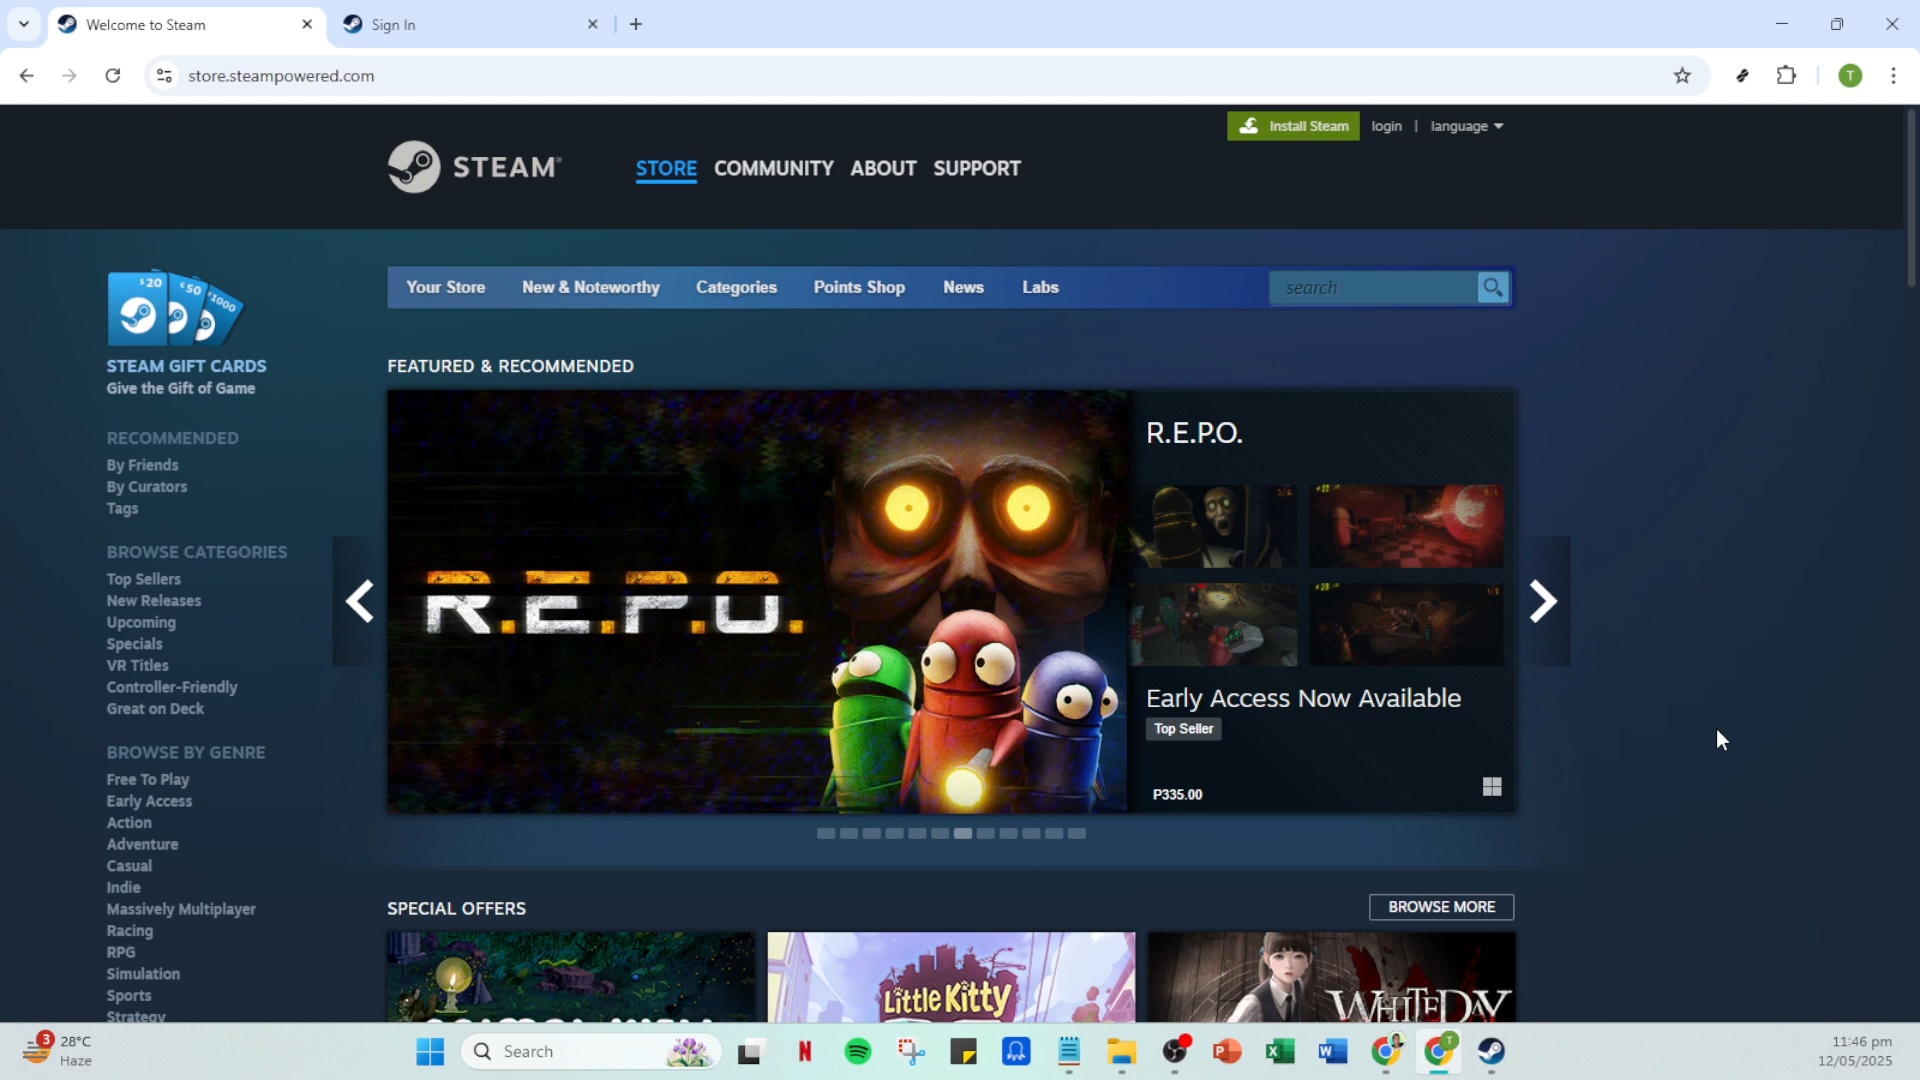 Welcome to Steam
Sign In
store.steampowered.com
T
Install Steam
login | language
STEAM®
STORE COMMUNITY ABOUT SUPPORT
$20 €50 ₽1000
STEAM GIFT CARDS
Give the Gift of Game
Your Store New & Noteworthy Categories Points Shop News Labs
search
RECOMMENDED
By Friends
By Curators
Tags
BROWSE CATEGORIES
Top Sellers
New Releases
Upcoming
Specials
VR Titles
Controller-Friendly
Great on Deck
BROWSE BY GENRE
Free To Play
Early Access
Action
Adventure
Casual
Indie
Massively Multiplayer
Racing
RPG
Simulation
Sports
Strategy
FEATURED & RECOMMENDED
R.E.P.O.
R.E.P.O.
Early Access Now Available
Top Seller
P335.00
SPECIAL OFFERS
BROWSE MORE
LITTLE KITTY
WHITEDAY
3
28°C
Haze
Search
N
T
11:46 pm
12/05/2025